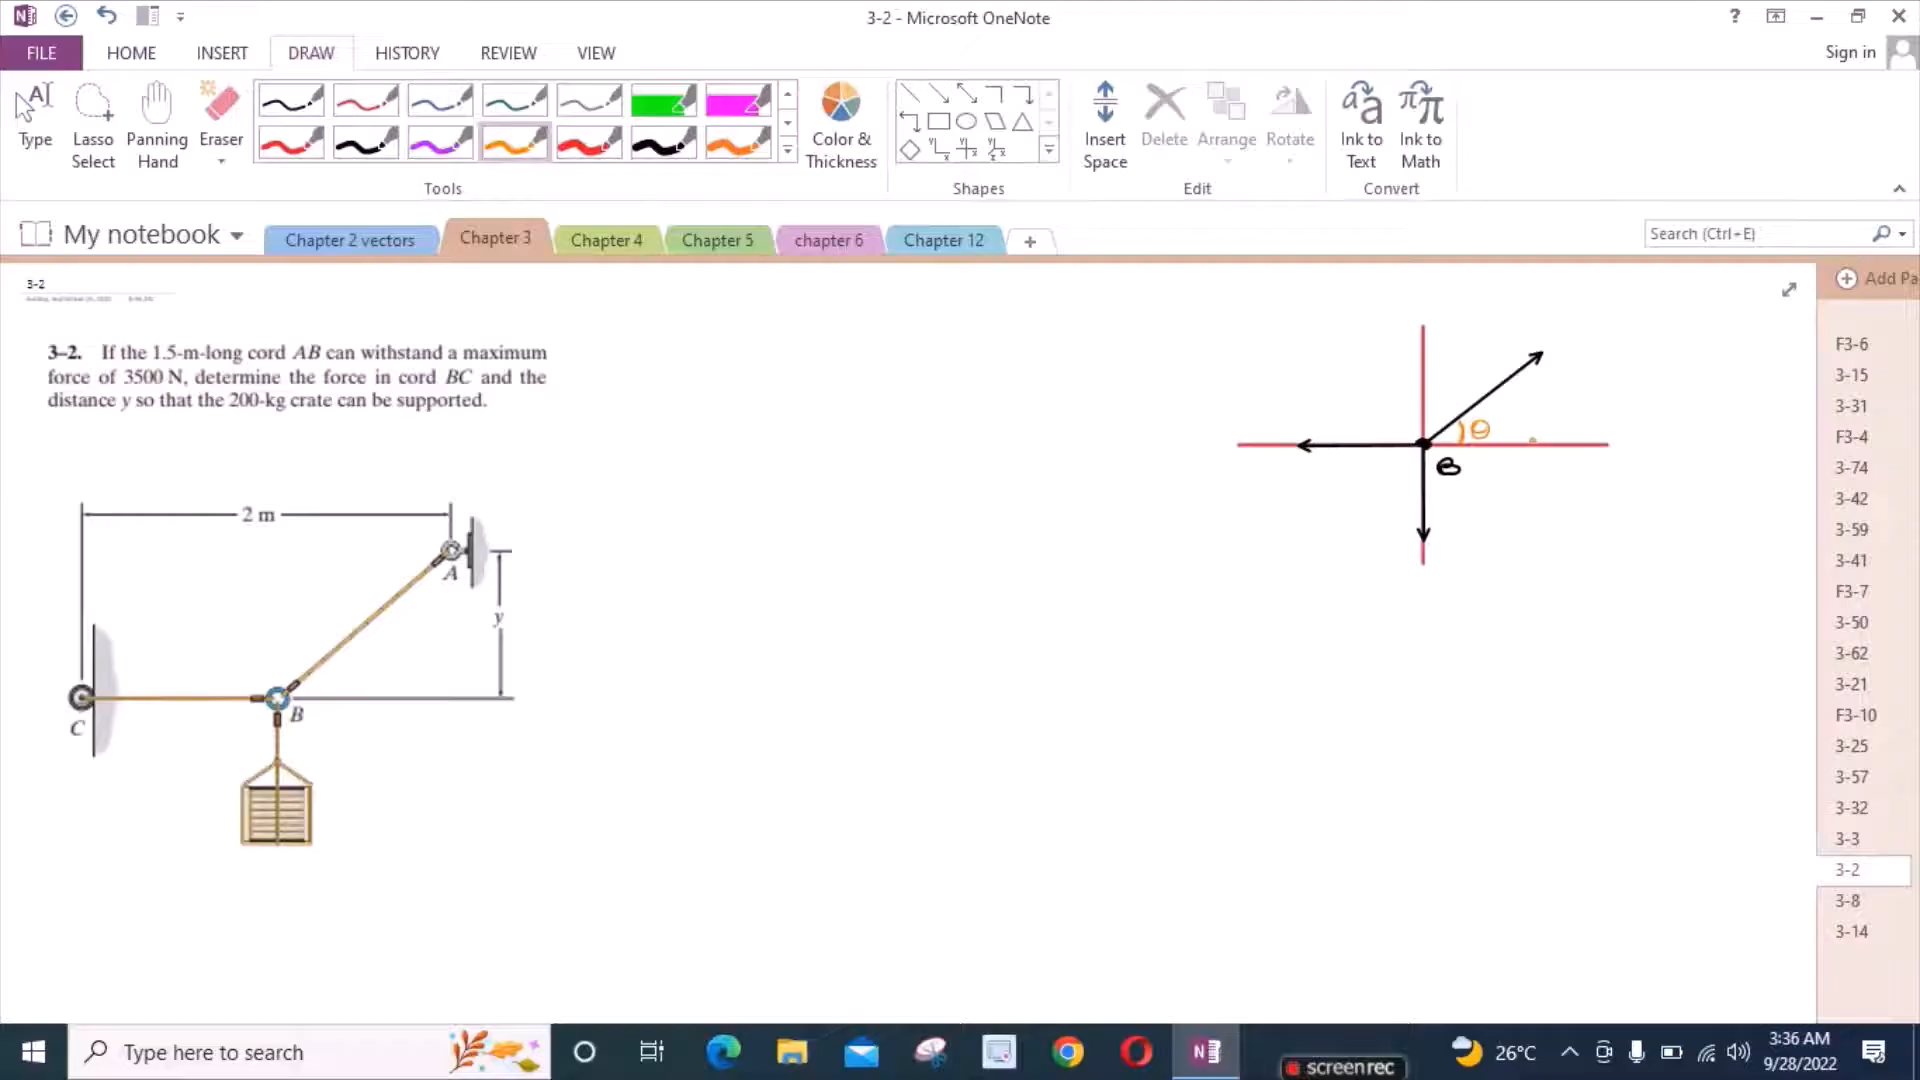 3-2 - Microsoft OneNote
?
FILE HOME INSERT DRAW HISTORY REVIEW VIEW
Sign in
Type
Lasso Select
Panning Hand
Eraser
Color & Thickness
Insert Space
Delete
Arrange
Rotate
Ink to Text
Ink to Math
Tools
Shapes
Edit
Convert
My notebook
Chapter 2 vectors
Chapter 3
Chapter 4
Chapter 5
chapter 6
Chapter 12
Search (Ctrl+E)
3-2
Add Pa
3–2. If the 1.5-m-long cord AB can withstand a maximum
force of 3500 N, determine the force in cord BC and the
distance y so that the 200-kg crate can be supported.
2 m
A
y
B
C
θ
B
F3-6
3-15
3-31
F3-4
3-74
3-42
3-59
3-41
F3-7
3-50
3-62
3-21
F3-10
3-25
3-57
3-32
3-3
3-2
3-8
3-14
Type here to search
26°C
screenrec
3:36 AM
9/28/2022